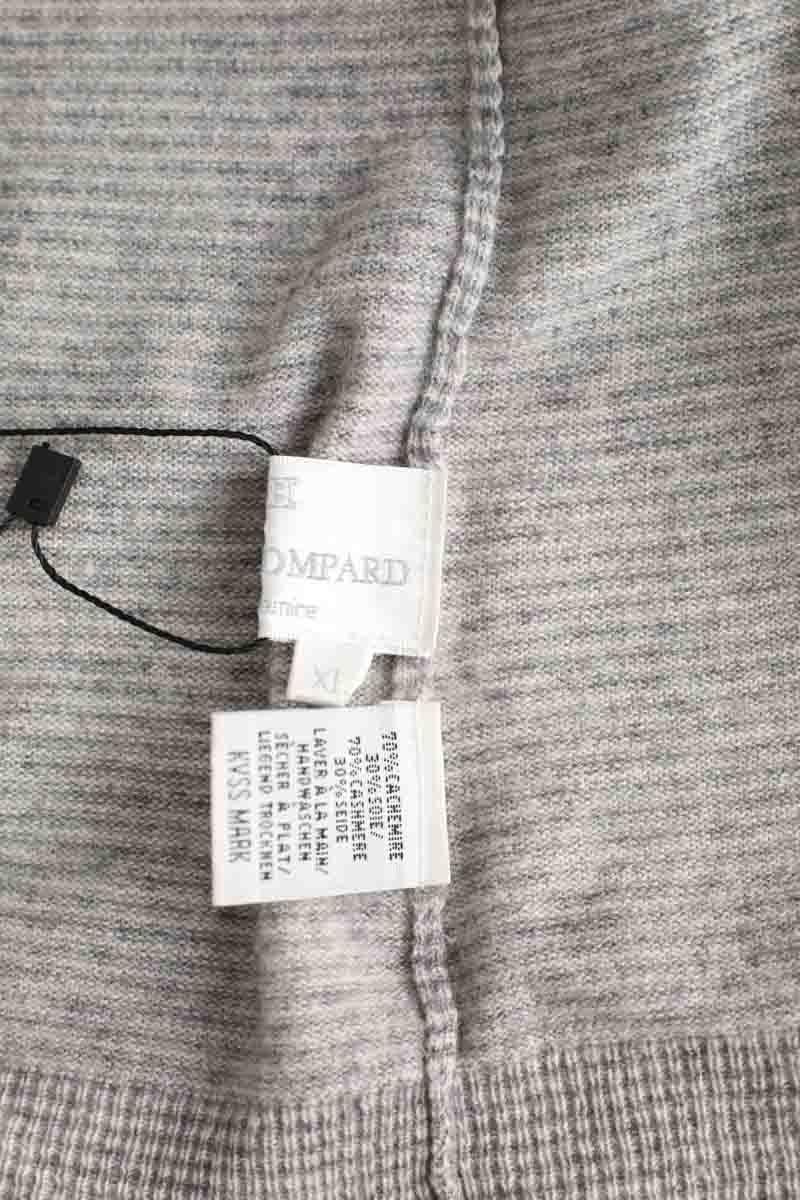 OMPARD
XL
70%CACHEMIRE
30%SOIE/
70%CASHMERE
30%SEIDE
LAVER À LA MAIN/
HANDWASCHEN
SÉCHER À PLAT/
LIEGEND TROCKNEN
KVSS MARK